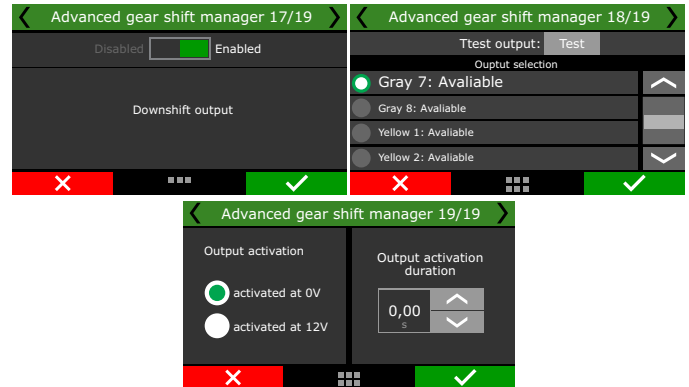 Advanced gear shift manager 17/19
Disabled Enabled
Downshift output
Advanced gear shift manager 18/19
Ttest output: Test
Ouptut selection
Gray 7: Avaliable
Gray 8: Avaliable
Yellow 1: Avaliable
Yellow 2: Avaliable
Advanced gear shift manager 19/19
Output activation
activated at 0V
activated at 12V
Output activation
duration
0,00
s